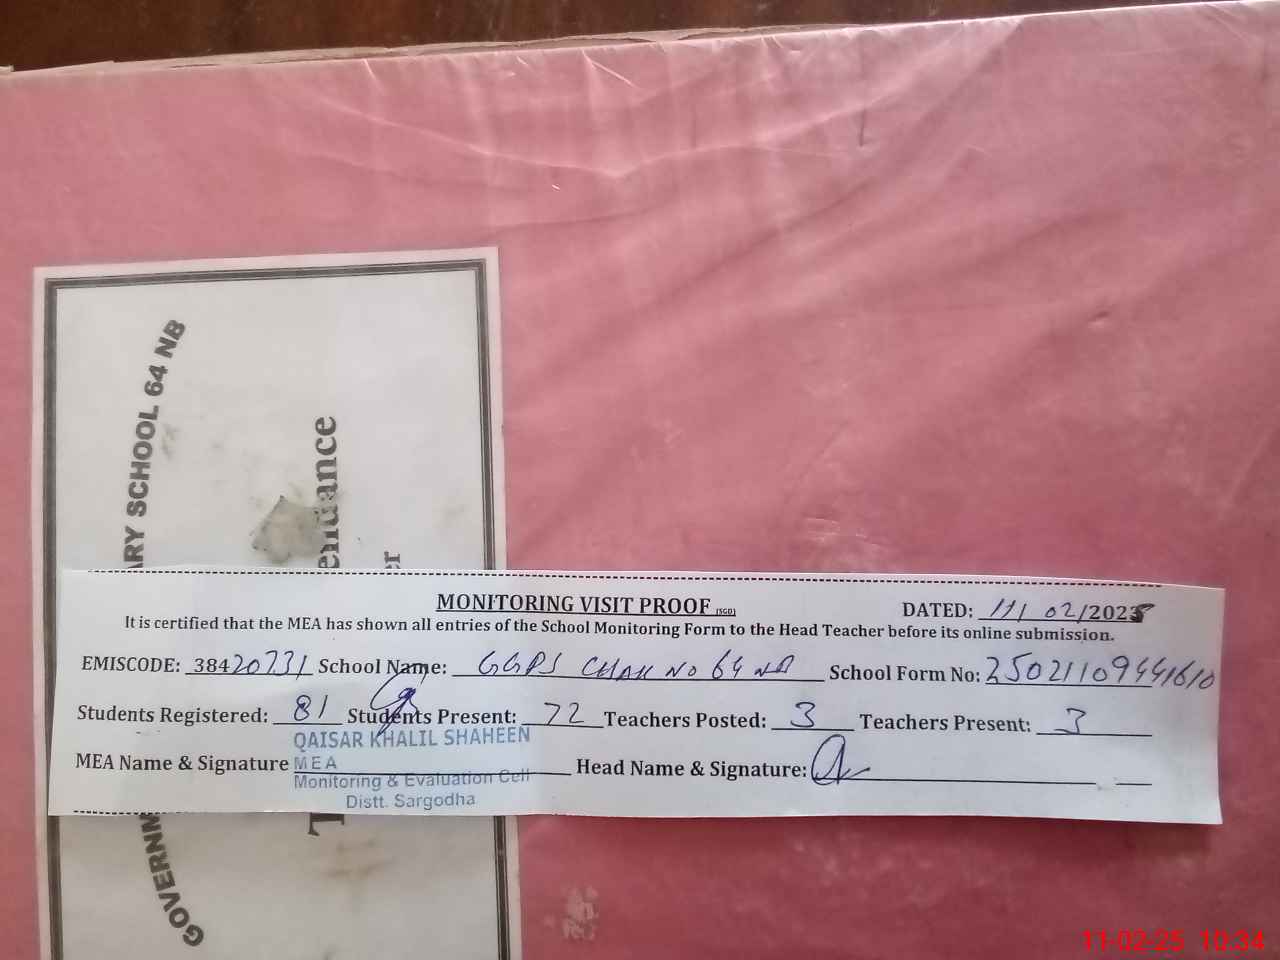 GOVERNM
ARY SCHOOL 64 NB
endance
er
MONITORING VISIT PROOF (SGD)
DATED: 11/02/2025
It is certified that the MEA has shown all entries of the School Monitoring Form to the Head Teacher before its online submission.
EMISCODE: 38420731 School Name: GGPS CHAK NO 64 NB School Form No: 25021109441610
Students Registered: 81 Students Present: 72 Teachers Posted: 3 Teachers Present: 3
MEA Name & Signature Head Name & Signature:
QAISAR KHALIL SHAHEEN
MEA
Monitoring & Evaluation Cell
Distt. Sargodha
11-02-25 10:34